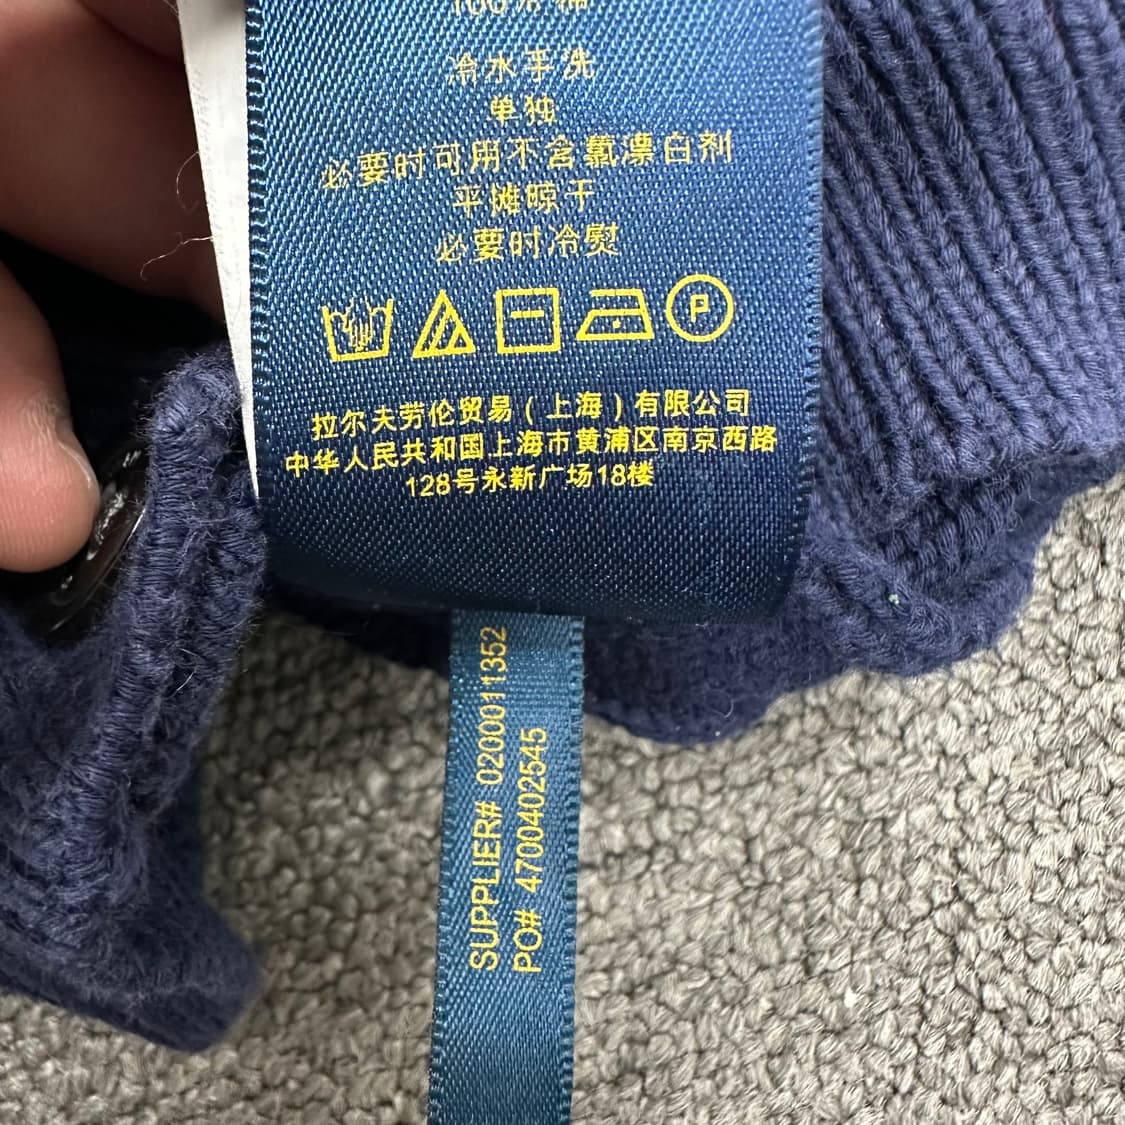 100% 棉
冷水手洗
单独
必要时可用不含氯漂白剂
平摊晾干
必要时冷熨
P
拉尔夫劳伦贸易(上海)有限公司
中华人民共和国上海市黄浦区南京西路
128号永新广场18楼
SUPPLIER# 0200011352
PO# 4700402545